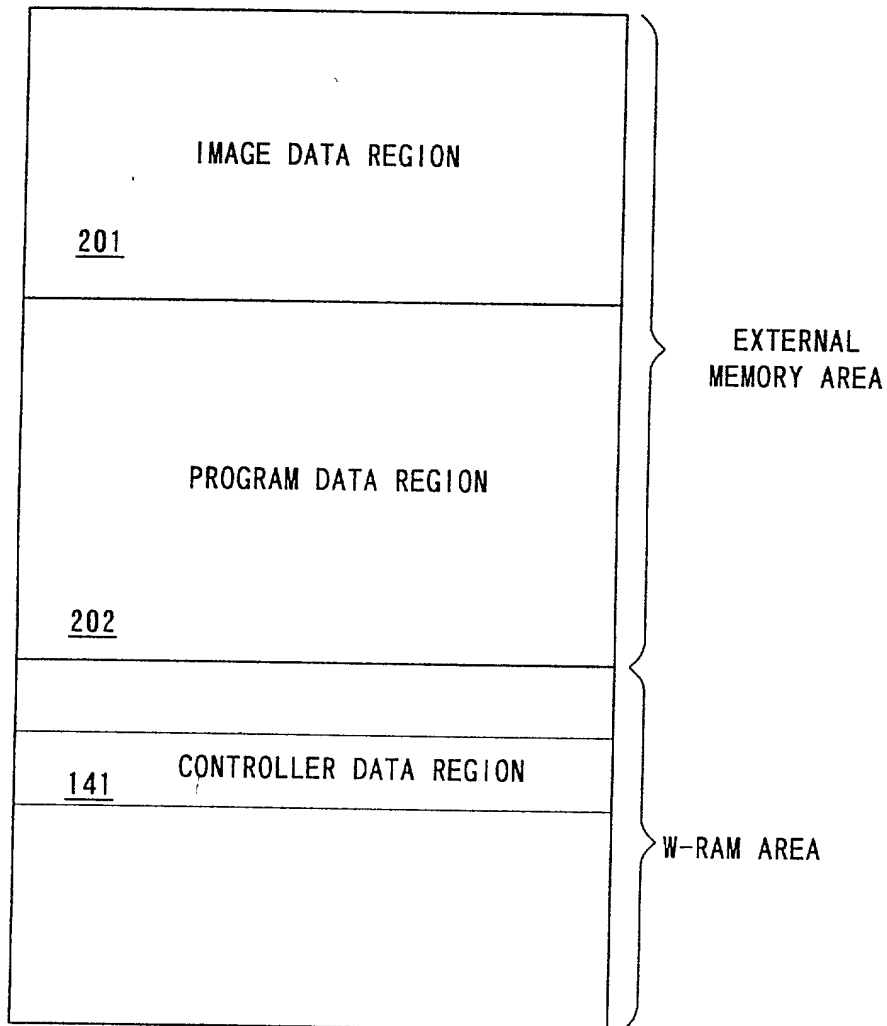 IMAGE DATA REGION
201
EXTERNAL
MEMORY AREA
PROGRAM DATA REGION
202
CONTROLLER DATA REGION
141
W-RAM AREA